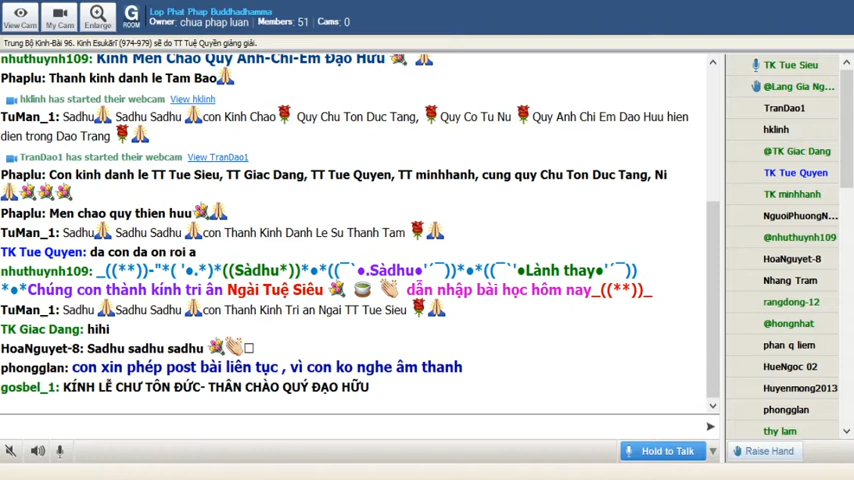 Lop Phat Phap Buddhadhamma
Owner: chua phap luan Members: 51 Cams: 0
View Cam My Cam Enlarge G ROOM
Trung Bộ Kinh-Bài 96. Kinh Esukārī (974-979) sẽ do TT Tuệ Quyền giảng giải.
nhuthuynh109: Kính Mến Chào Quý Anh-Chị-Em Đạo Hữu
Phaplu: Thanh kinh danh le Tam Bao
hklinh has started their webcam View hklinh
TuMan_1: Sadhu Sadhu Sadhu con Kinh Chao Quy Chu Ton Duc Tang, Quy Co Tu Nu Quy Anh Chi Em Dao Huu hien
dien trong Dao Trang
TranDao1 has started their webcam View TranDao1
Phaplu: Con kinh danh le TT Tue Sieu, TT Giac Dang, TT Tue Quyen, TT minhhanh, cung quy Chu Ton Duc Tang, Ni
Phaplu: Men chao quy thien huu
TuMan_1: Sadhu Sadhu Sadhu con Thanh Kinh Danh Le Su Thanh Tam
TK Tue Quyen: da con da on roi a
nhuthuynh109: _((**))-"*( '●.*)*((Sàdhu*))*●*((¯`●.Sàdhu●'´¯))*●*((¯`'●Lành thay●'´¯))
*●*Chúng con thành kính tri ân Ngài Tuệ Siêu dẫn nhập bài học hôm nay_((**))_
TuMan_1: Sadhu Sadhu Sadhu con Thanh Kinh Tri an Ngai TT Tue Sieu
TK Giac Dang: hihi
HoaNguyet-8: Sadhu sadhu sadhu
phongglan: con xin phép post bài liên tục , vì con ko nghe âm thanh
gosbel_1: KÍNH LỄ CHƯ TÔN ĐỨC- THÂN CHÀO QUÝ ĐẠO HỮU
Hold to Talk
TK Tue Sieu
@Lang Gia Ng...
TranDao1
hklinh
@TK Giac Dang
TK Tue Quyen
TK minhhanh
NguoiPhuongN...
@nhuthuynh109
HoaNguyet-8
Nhang Tram
rangdong-12
@hongnhat
phan q liem
HueNgoc 02
Huyenmong2013
phongglan
thy lam
Raise Hand